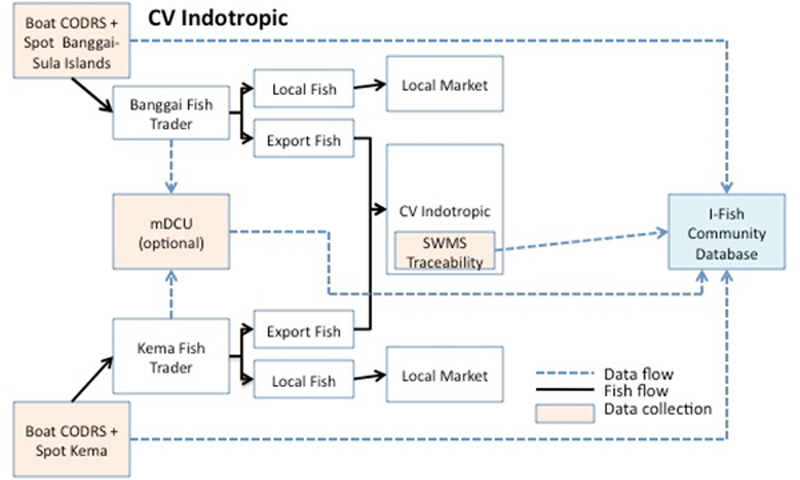 CV Indotropic
Boat CODRS +
Spot Banggai-
Sula Islands
Banggai Fish
Trader
Local Fish
Local Market
Export Fish
mDCU
(optional)
CV Indotropic
SWMS
Traceability
I-Fish
Community
Database
Kema Fish
Trader
Export Fish
Local Fish
Local Market
Boat CODRS +
Spot Kema
Data flow
Fish flow
Data collection